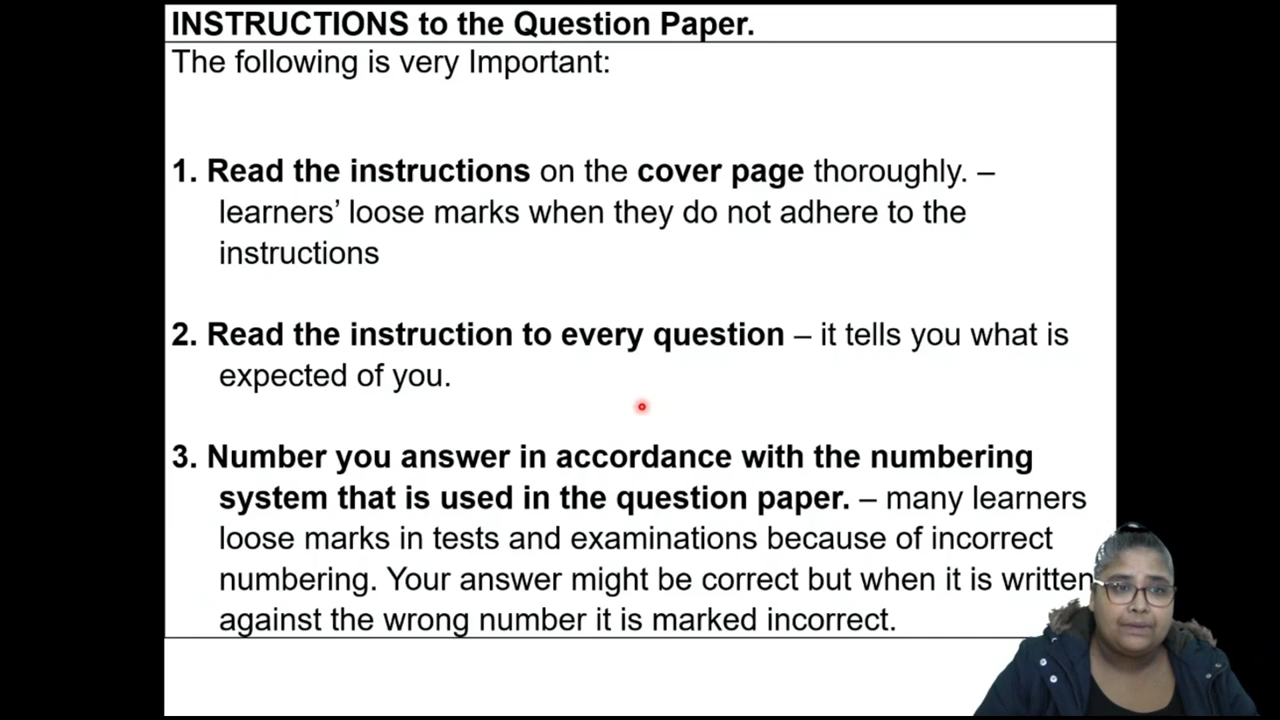 INSTRUCTIONS to the Question Paper.
The following is very Important:
1. Read the instructions on the cover page thoroughly. –
learners’ loose marks when they do not adhere to the
instructions
2. Read the instruction to every question – it tells you what is
expected of you.
3. Number you answer in accordance with the numbering
system that is used in the question paper. – many learners
loose marks in tests and examinations because of incorrect
numbering. Your answer might be correct but when it is written
against the wrong number it is marked incorrect.